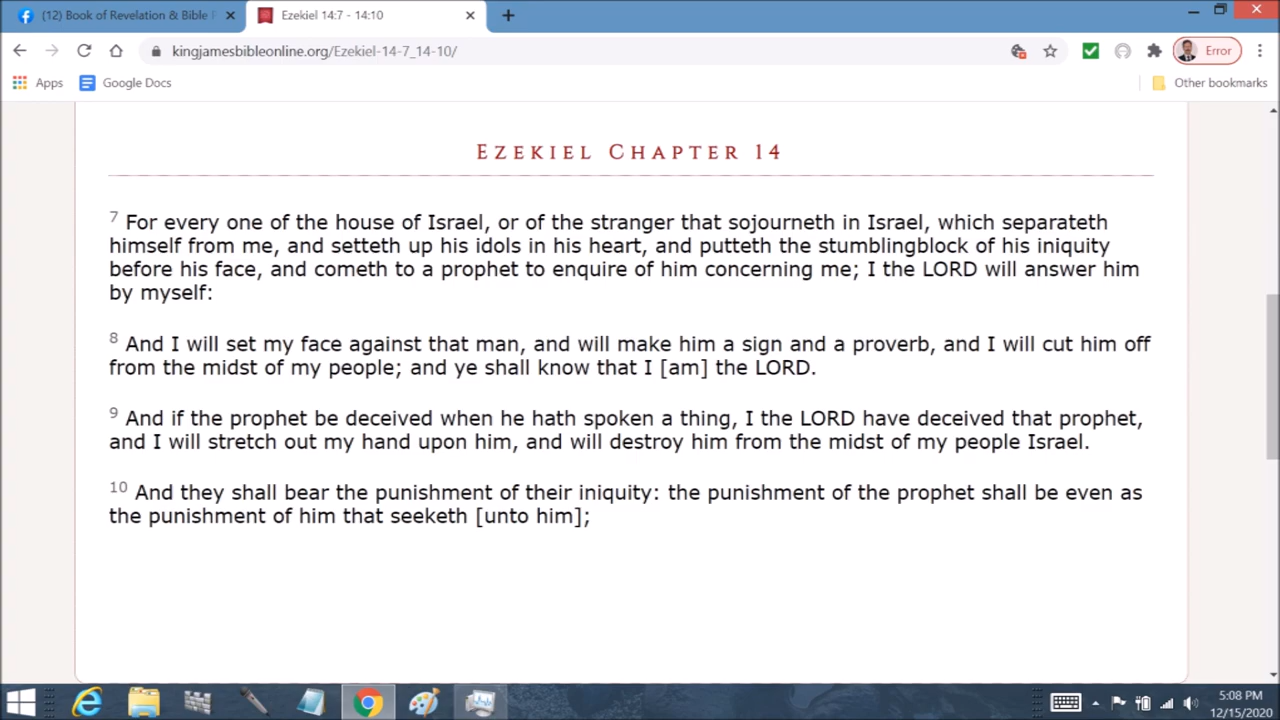 (12) Book of Revelation & Bible
Ezekiel 14:7 - 14:10
kingjamesbibleonline.org/Ezekiel-14-7_14-10/
Error
Apps
Google Docs
Other bookmarks
EZEKIEL CHAPTER 14
7 For every one of the house of Israel, or of the stranger that sojourneth in Israel, which separateth
himself from me, and setteth up his idols in his heart, and putteth the stumblingblock of his iniquity
before his face, and cometh to a prophet to enquire of him concerning me; I the LORD will answer him
by myself:
8 And I will set my face against that man, and will make him a sign and a proverb, and I will cut him off
from the midst of my people; and ye shall know that I [am] the LORD.
9 And if the prophet be deceived when he hath spoken a thing, I the LORD have deceived that prophet,
and I will stretch out my hand upon him, and will destroy him from the midst of my people Israel.
10 And they shall bear the punishment of their iniquity: the punishment of the prophet shall be even as
the punishment of him that seeketh [unto him];
5:08 PM
12/15/2020